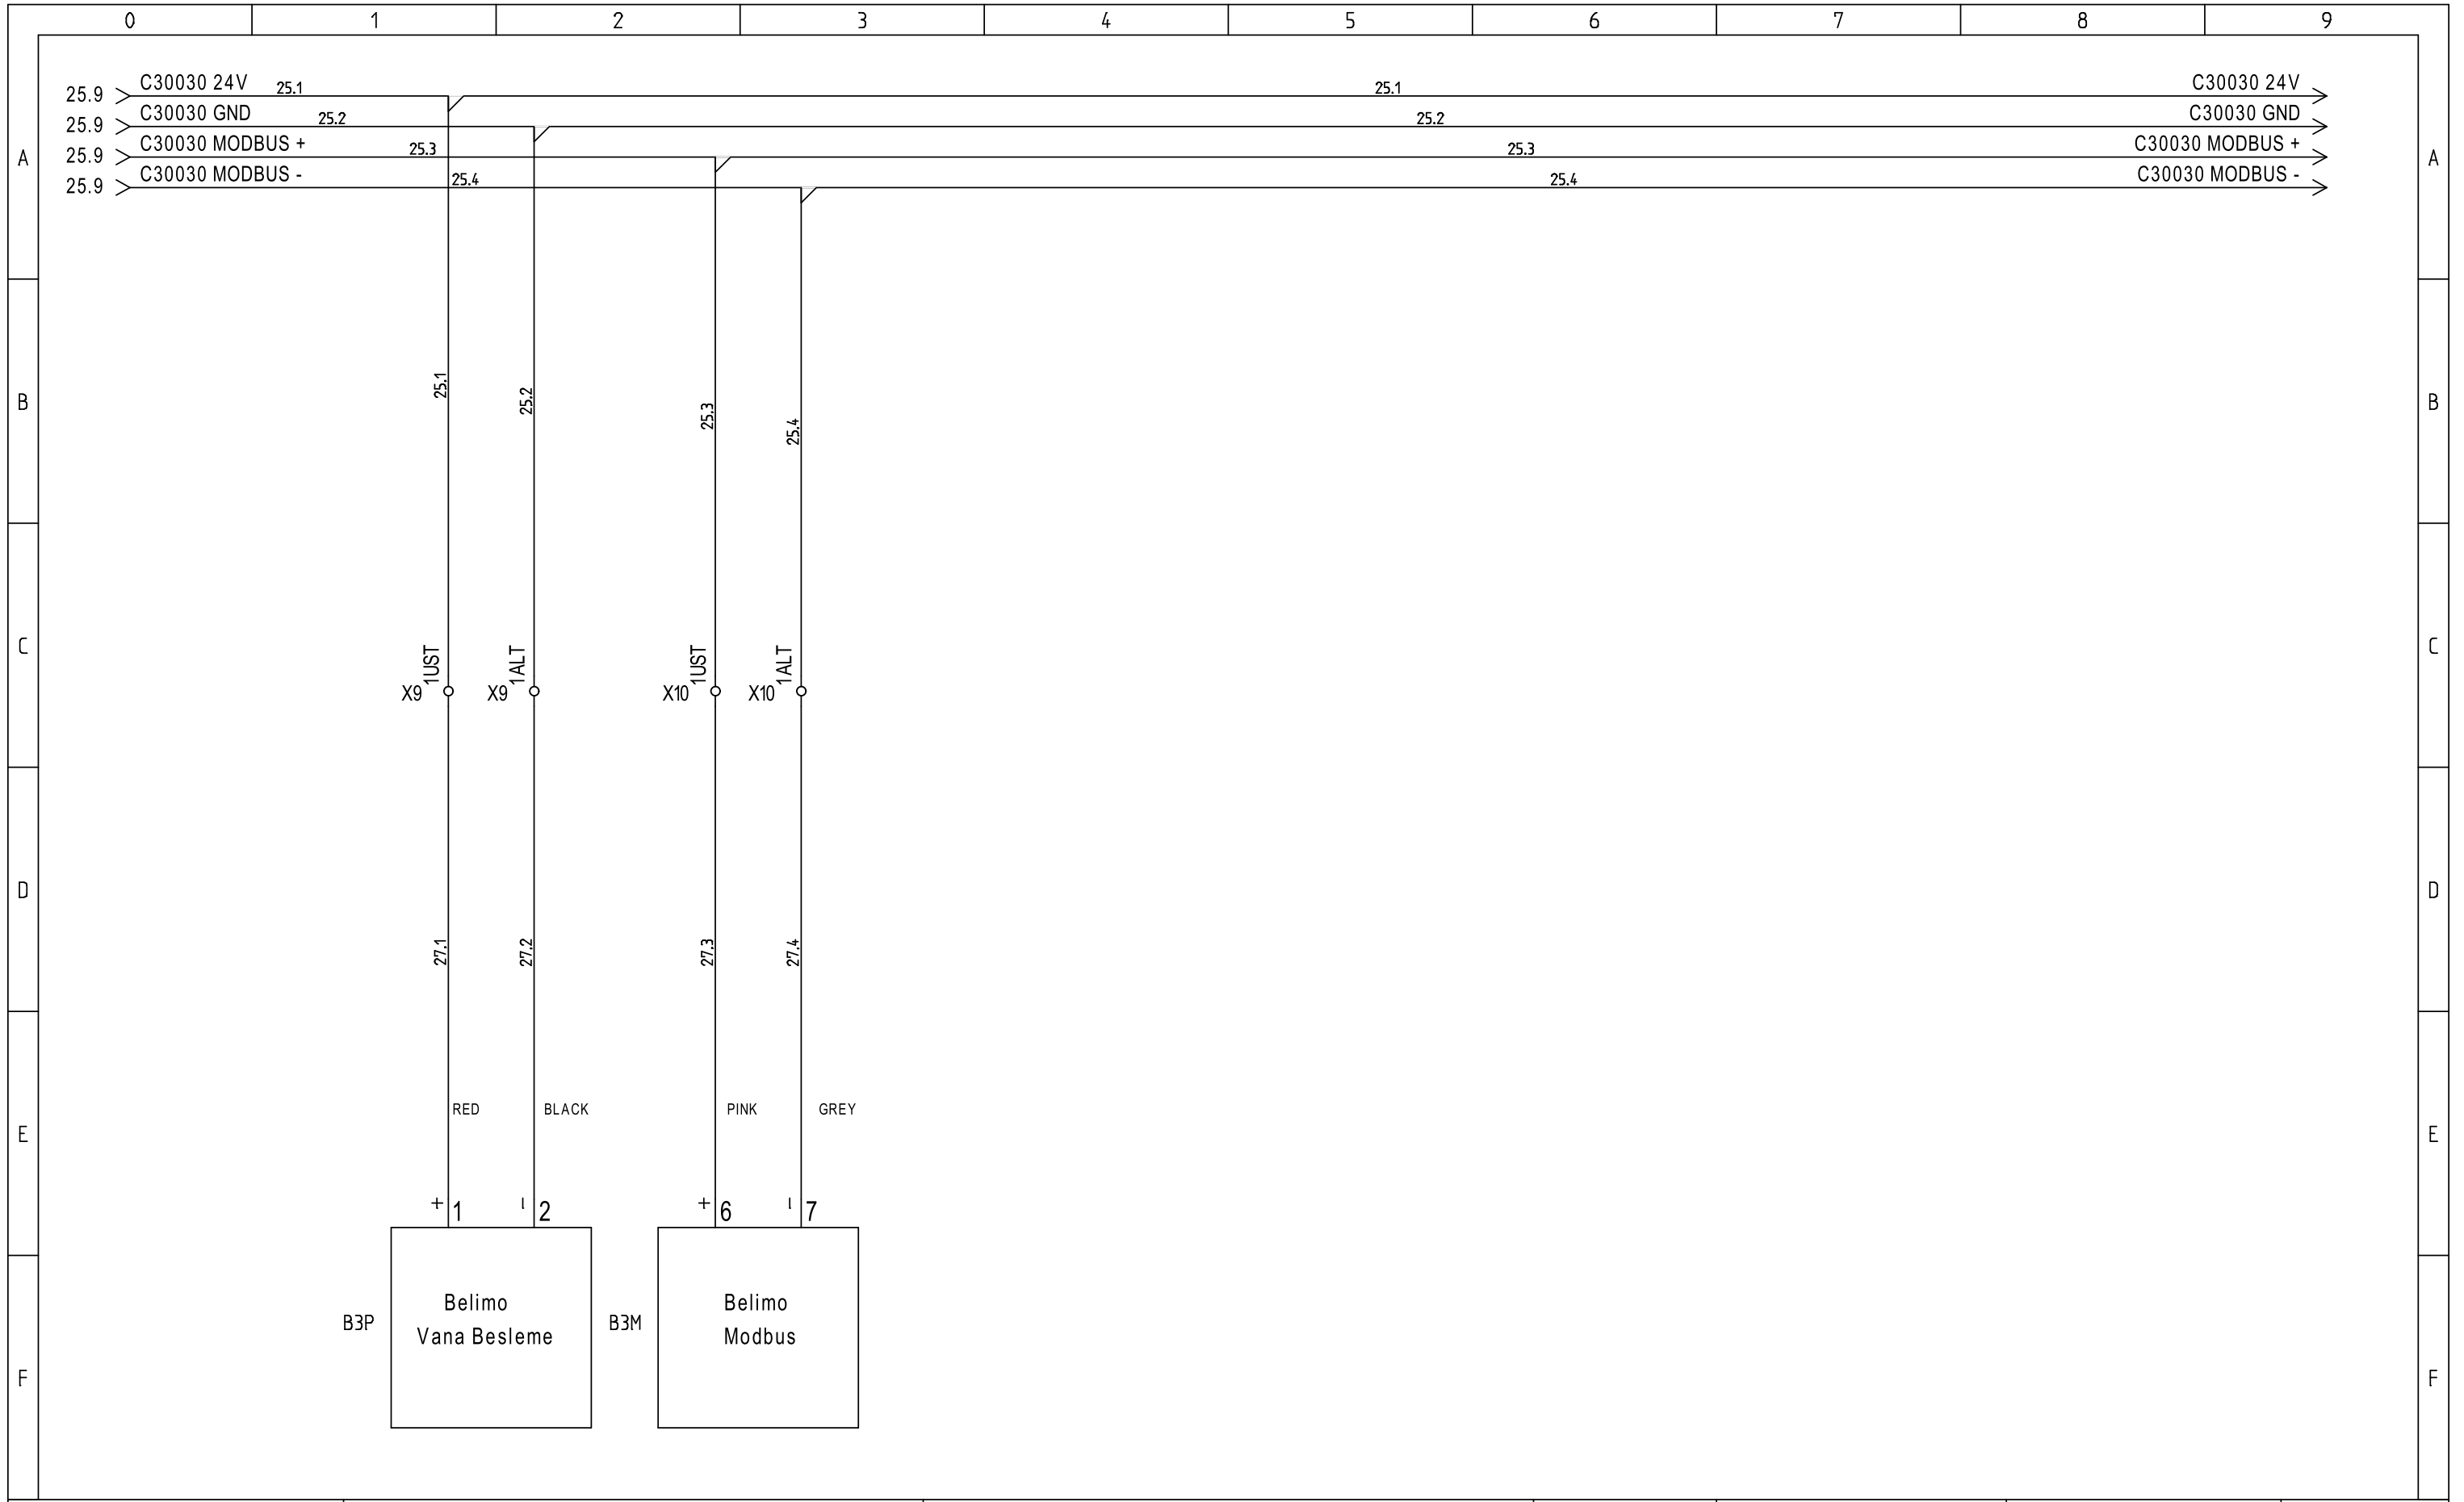 0 1 2 3 4 5 6 7 8 9
25.9 C30030 24V 25.1 25.1 C30030 24V
25.9 C30030 GND 25.2 25.2 C30030 GND
25.9 C30030 MODBUS + 25.3 25.3 C30030 MODBUS +
25.9 C30030 MODBUS - 25.4 25.4 C30030 MODBUS -
A A
B 25.1 25.2 25.3 25.4 B
C C
X9 1UST X9 1ALT X10 1UST X10 1ALT
D D
27.1 27.2 27.3 27.4
RED BLACK PINK GREY
E E
+ 1 - 2 + 6 - 7
Belimo Belimo
B3P Vana Besleme B3M Modbus
F F